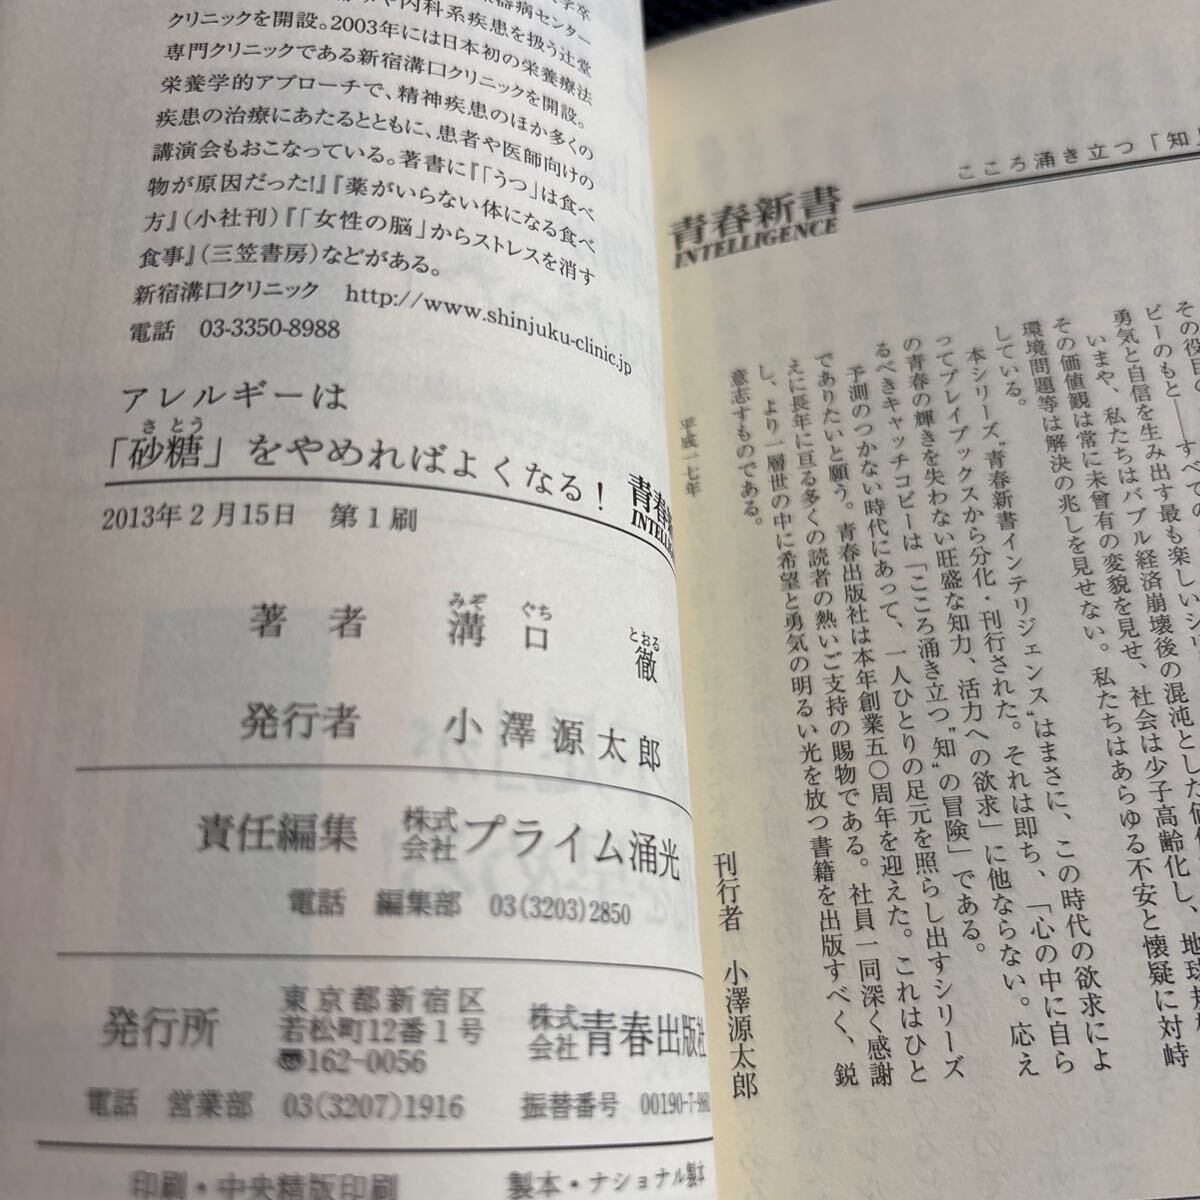 クリニックを開設。2003年には日本初の栄養療法
専門クリニックである新宿溝口クリニックを開設。
栄養学的アプローチで、精神疾患のほか多くの
疾患の治療にあたるとともに、患者や医師向けの
講演会もおこなっている。著書に『「うつ」は食べ
物が原因だった!』『薬がいらない体になる食べ
方』(小社刊)『「女性の脳」からストレスを消す
食事』(三笠書房)などがある。
新宿溝口クリニック http://www.shinjuku-clinic.jp
電話 03-3350-8988
アレルギーは
「砂糖」をやめればよくなる!
さとう
青春
INTELLIG
2013年2月15日 第1刷
著者 溝口 徹
みぞ ぐち とおる
発行者 小澤源太郎
責任編集 株式会社プライム涌光
電話 編集部 03(3203)2850
発行所 東京都新宿区
若松町12番1号
〒162-0056
株式会社青春出版社
電話 営業部 03(3207)1916 振替番号 00190-7-
印刷・中央精版印刷 製本・ナショナル製本
青春新書
INTELLIGENCE
こころ涌き立つ「知」
ピーのもと――すべての
勇気と自信を生み出す最も楽しいシリ
いまや、私たちはバブル経済崩壊後の混沌とした価値
その価値観は常に未曾有の変貌を見せ、社会は少子高齢化し、地球規
環境問題等は解決の兆しを見せない。私たちはあらゆる不安と懐疑に対峙
している。
本シリーズ〝青春新書インテリジェンス〟はまさに、この時代の欲求によ
ってプレイブックスから分化・刊行された。それは即ち、「心の中に自ら
の青春の輝きを失わない旺盛な知力、活力への欲求」に他ならない。応え
るべきキャッチコピーは「こころ涌き立つ〝知〟の冒険」である。
予測のつかない時代にあって、一人ひとりの足元を照らし出すシリーズ
でありたいと願う。青春出版社は本年創業五〇周年を迎えた。これはひと
えに長年に亘る多くの読者の熱いご支持の賜物である。社員一同深く感謝
し、より一層世の中に希望と勇気の明るい光を放つ書籍を出版すべく、鋭
意志すものである。
平成一七年
刊行者 小澤源太郎